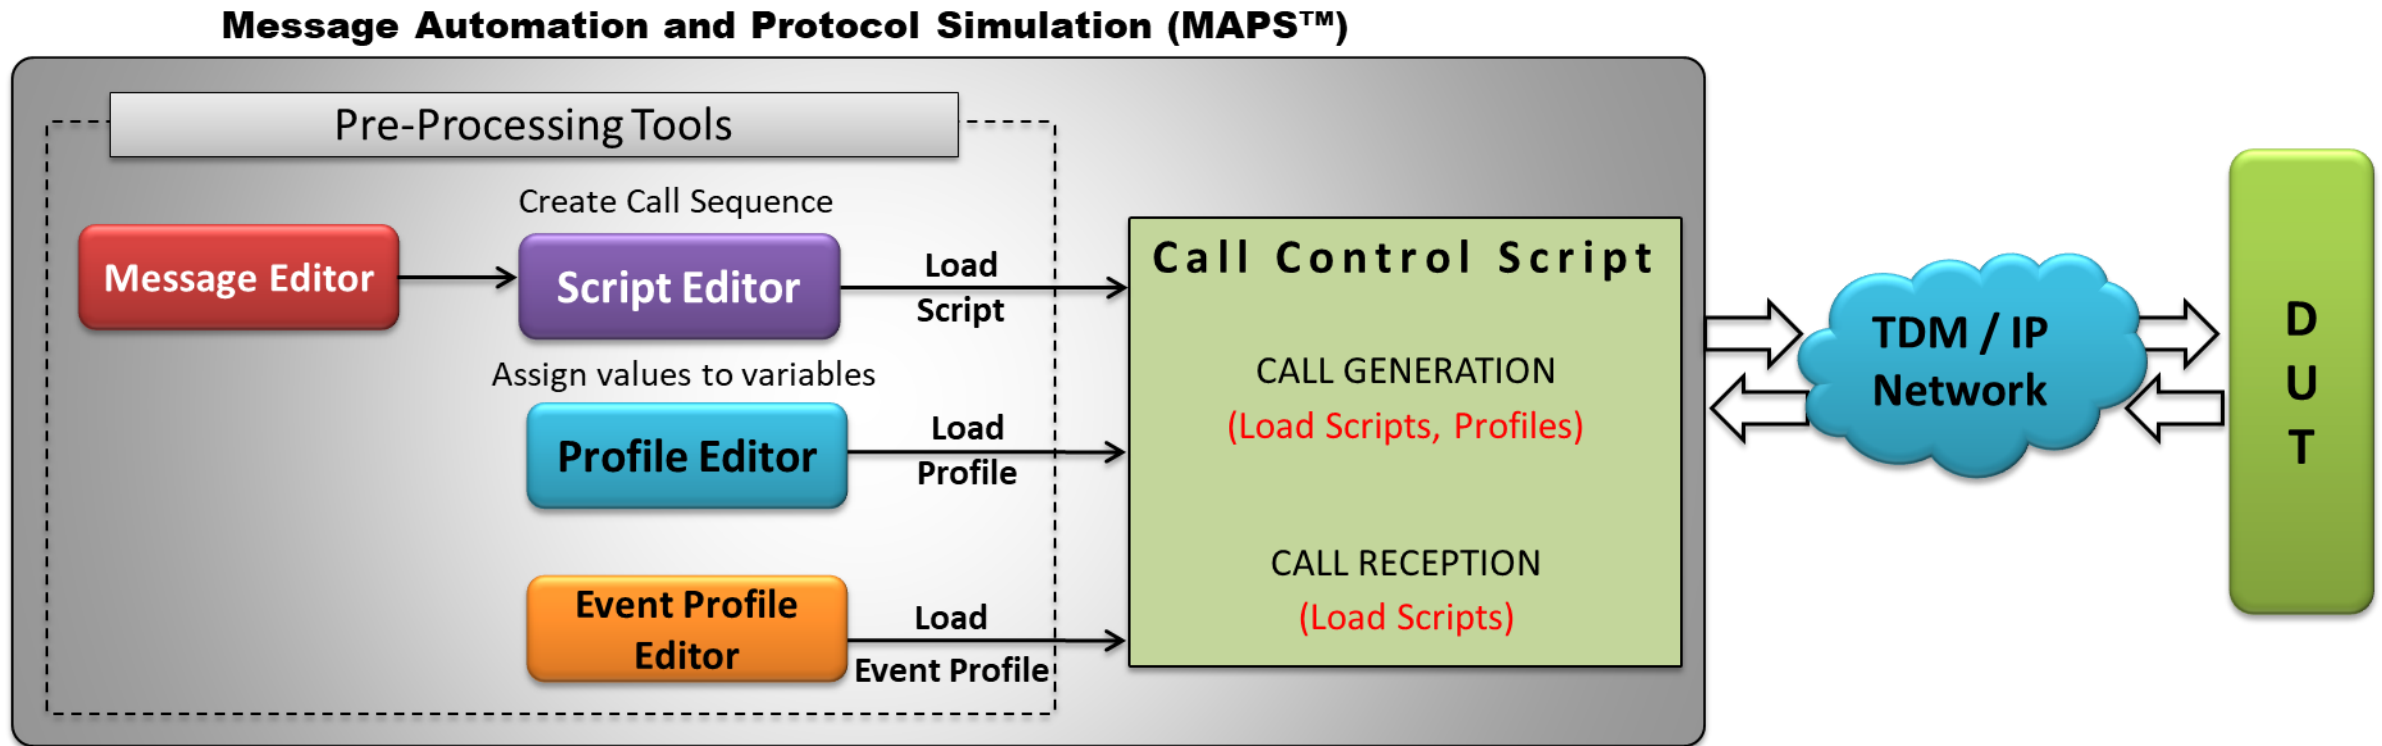 Message Automation and Protocol Simulation (MAPS™)
Pre-Processing Tools
Create Call Sequence
Message Editor
Script Editor
Load
Script
Assign values to variables
Profile Editor
Load
Profile
Event Profile
Editor
Load
Event Profile
Call Control Script
CALL GENERATION
(Load Scripts, Profiles)
CALL RECEPTION
(Load Scripts)
TDM / IP
Network
D
U
T